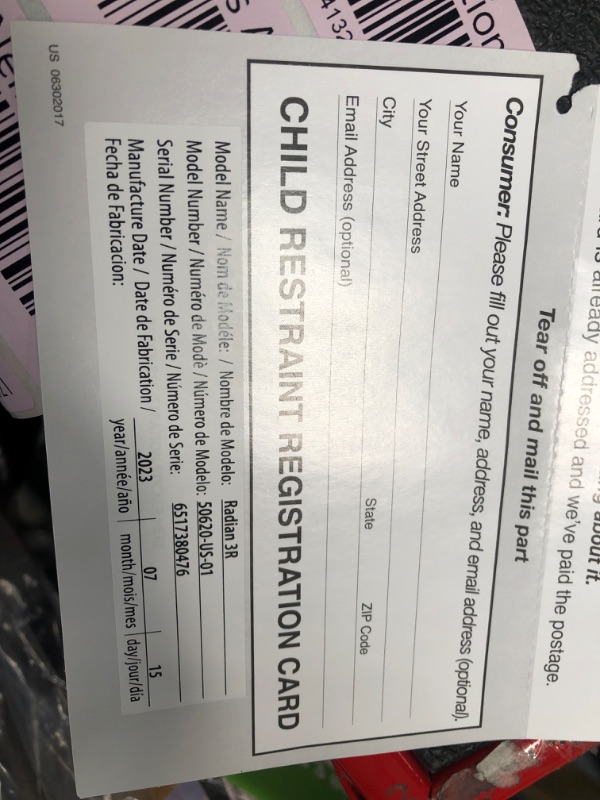 already addressed and we've paid the postage.
about it.
Tear off and mail this part
Consumer: Please fill out your name, address, and email address (optional).
Your Name
Your Street Address
City State ZIP Code
Email Address (optional)
CHILD RESTRAINT REGISTRATION CARD
Model Name / Nom de Modéle: / Nombre de Modelo: Radian 3R
Model Number / Numéro de Modè / Número de Modelo: 50620-US-01
Serial Number / Numéro de Serie / Número de Serie: 6517380476
Manufacture Date / Date de Fabrication / 2023 07 15
Fecha de Fabricacion: year/année/año month/mois/mes day/jour/día
US 06302017